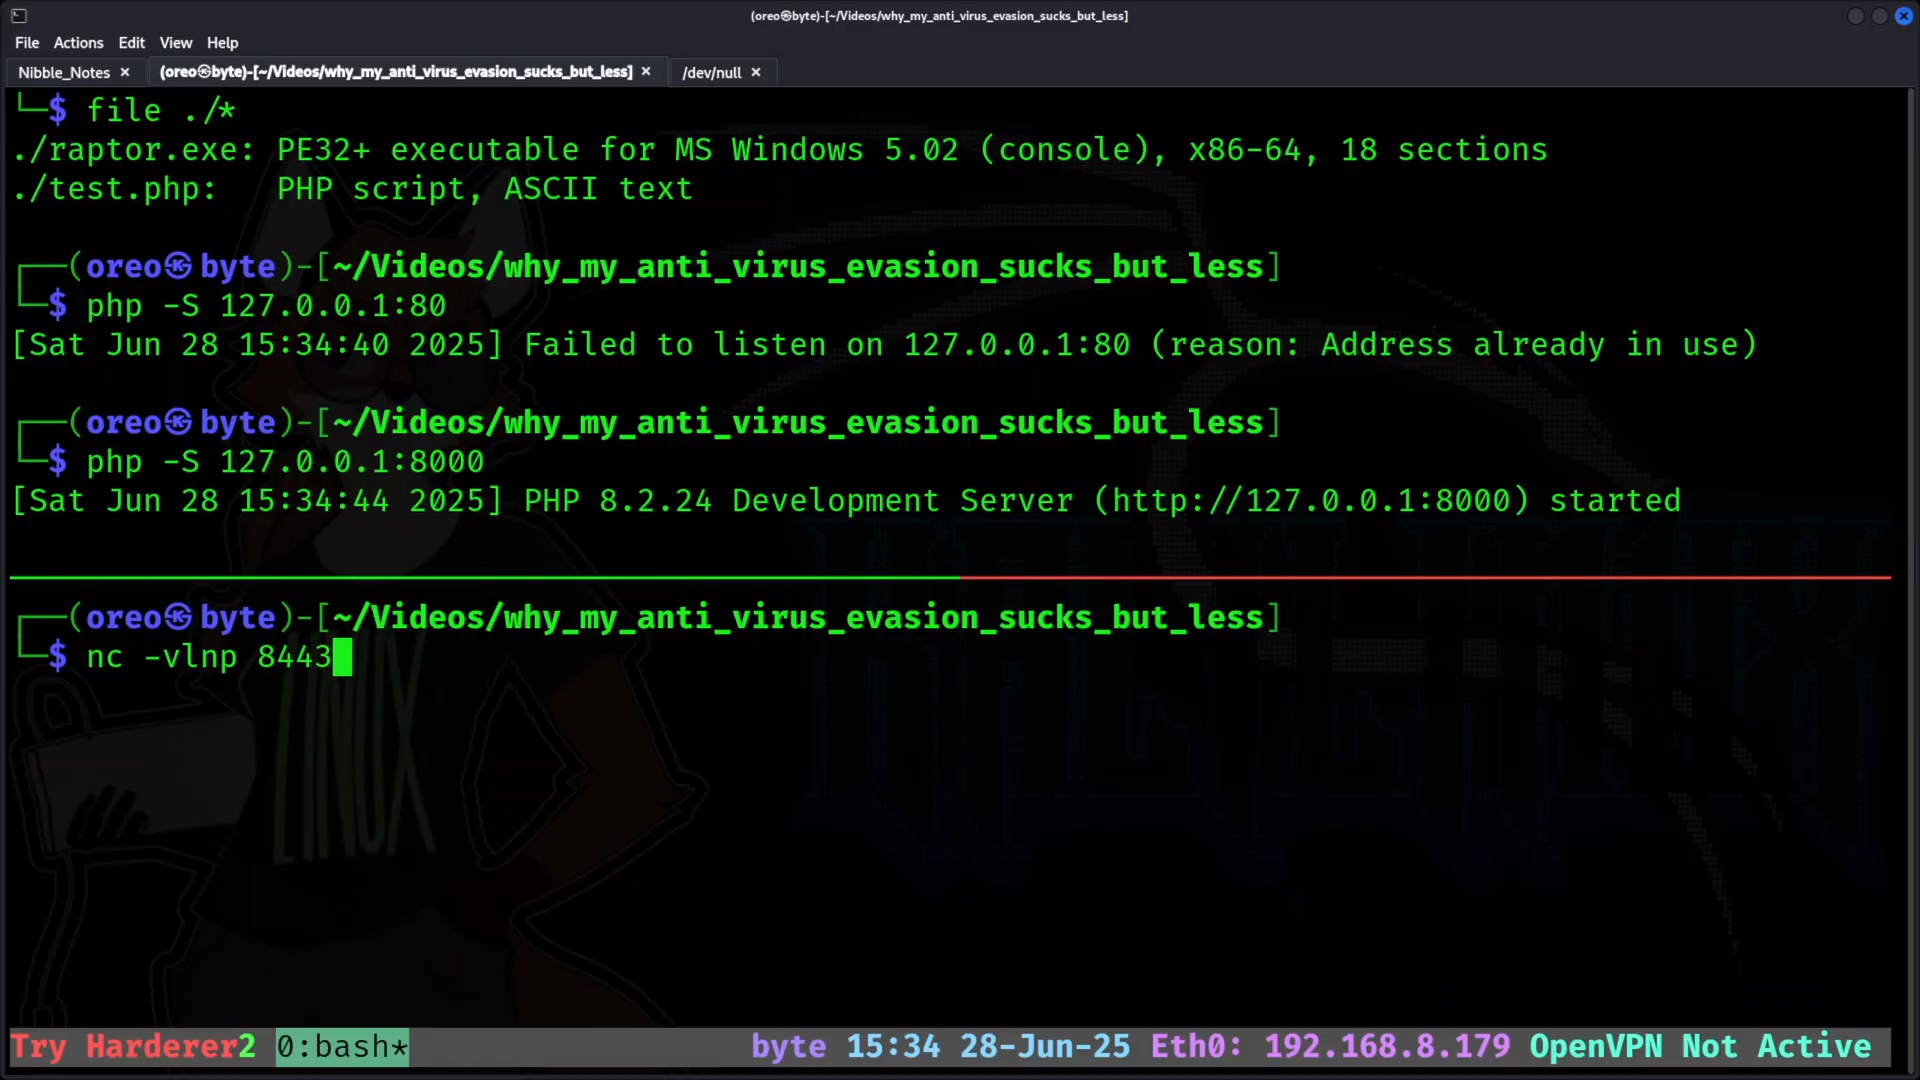 (oreo㉿byte)-[~/Videos/why_my_anti_virus_evasion_sucks_but_less]
File Actions Edit View Help
Nibble_Notes × (oreo㉿byte)-[~/Videos/why_my_anti_virus_evasion_sucks_but_less] × /dev/null ×
└─$ file ./*
./raptor.exe: PE32+ executable for MS Windows 5.02 (console), x86-64, 18 sections
./test.php:   PHP script, ASCII text
┌──(oreo㉿byte)-[~/Videos/why_my_anti_virus_evasion_sucks_but_less]
└─$ php -S 127.0.0.1:80
[Sat Jun 28 15:34:40 2025] Failed to listen on 127.0.0.1:80 (reason: Address already in use)
┌──(oreo㉿byte)-[~/Videos/why_my_anti_virus_evasion_sucks_but_less]
└─$ php -S 127.0.0.1:8000
[Sat Jun 28 15:34:44 2025] PHP 8.2.24 Development Server (http://127.0.0.1:8000) started
┌──(oreo㉿byte)-[~/Videos/why_my_anti_virus_evasion_sucks_but_less]
└─$ nc -vlnp 8443
LINUX
Try Harderer2 0:bash* byte 15:34 28-Jun-25 Eth0: 192.168.8.179 OpenVPN Not Active